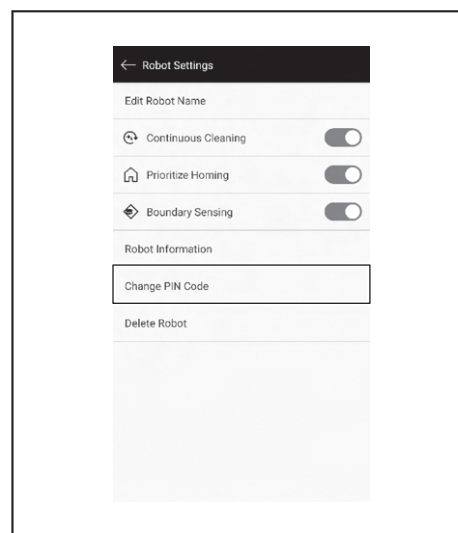 Robot Settings
Edit Robot Name
Continuous Cleaning
Prioritize Homing
Boundary Sensing
Robot Information
Change PIN Code
Delete Robot